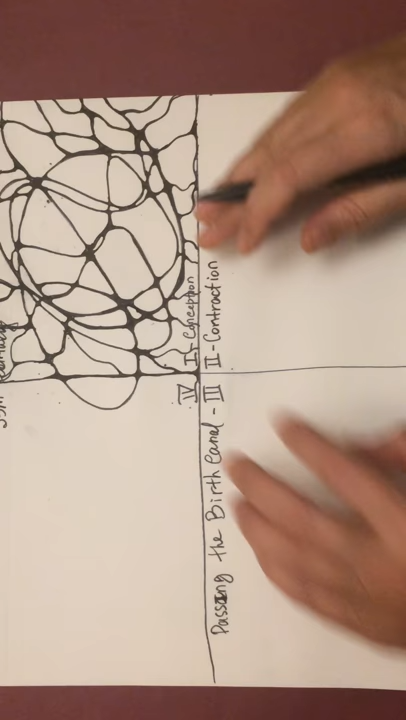 IV
I - Conception
Passing the Birth Canal - III
II - Contraction